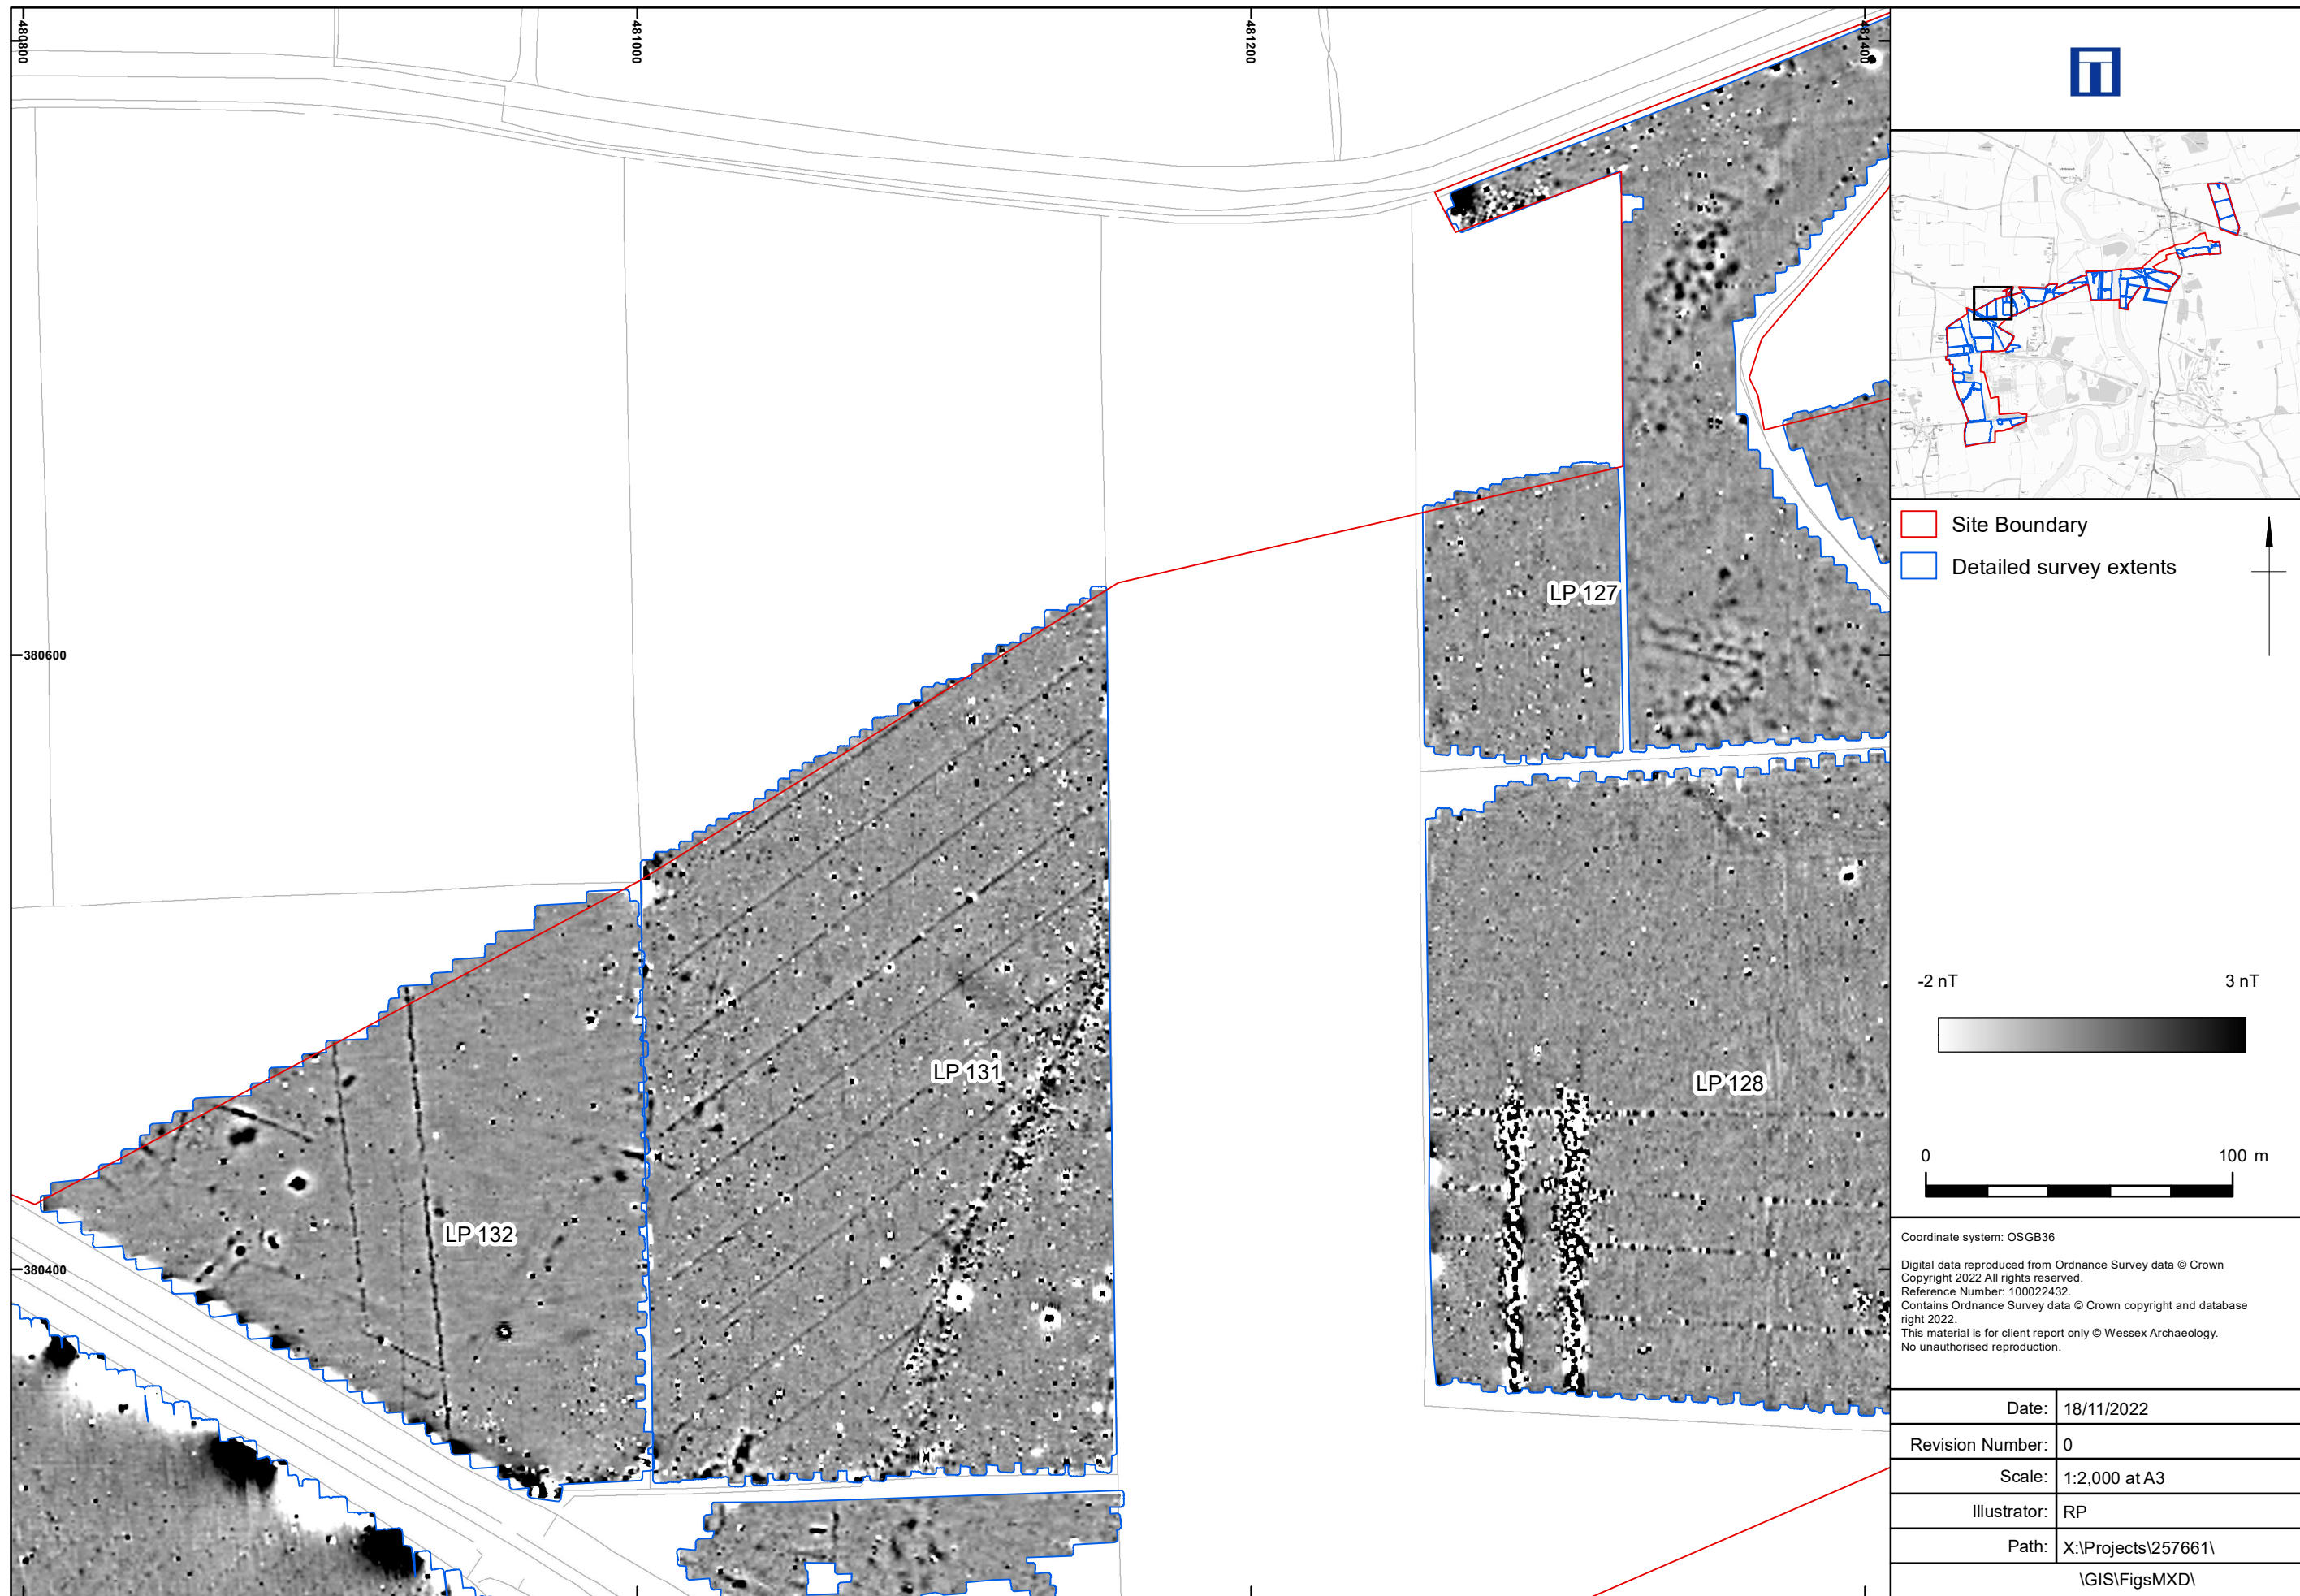 480800
481000
481200
481400
380600
380400
LP 127
LP 131
LP 128
LP 132
Site Boundary
Detailed survey extents
-2 nT 3 nT
0 100 m
Coordinate system: OSGB36
Digital data reproduced from Ordnance Survey data © Crown
Copyright 2022 All rights reserved.
Reference Number: 100022432.
Contains Ordnance Survey data © Crown copyright and database
right 2022.
This material is for client report only © Wessex Archaeology.
No unauthorised reproduction.
Date: 18/11/2022
Revision Number: 0
Scale: 1:2,000 at A3
Illustrator: RP
Path: X:\Projects\257661\
\GIS\FigsMXD\